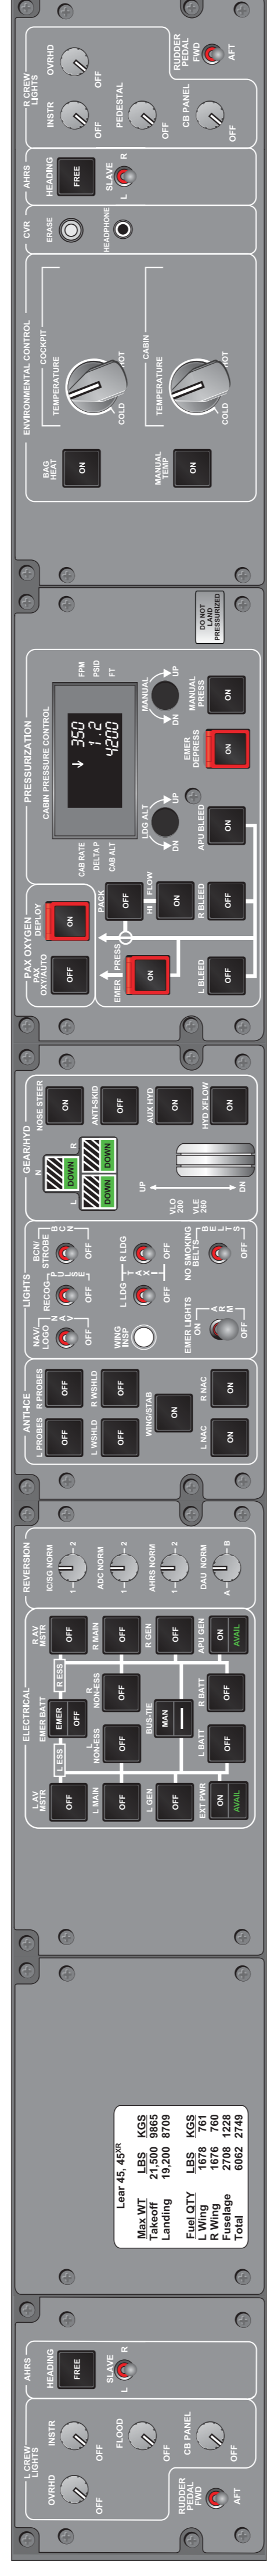 L CREW
LIGHTS
OVRHD
OFF
INSTR
OFF
FLOOD
OFF
CB PANEL
OFF
RUDDER
PEDAL
FWD
AFT
AHRS
HEADING
FREE
SLAVE
L R
Lear 45, 45XR
Max WT LBS KGS
Takeoff 21,500 9865
Landing 19,200 8709
Fuel QTY LBS KGS
L Wing 1678 761
R Wing 1676 760
Fuselage 2708 1228
Total 6062 2749
ELECTRICAL
L AV
MSTR
OFF
L ESS
EMER BATT
EMER
OFF
R ESS
R AV
MSTR
OFF
L MAIN
OFF
L
NON-ESS
OFF
R
NON-ESS
OFF
R MAIN
OFF
L GEN
OFF
BUS-TIE
MAN
R GEN
OFF
EXT PWR
ON
AVAIL
L BATT
OFF
R BATT
OFF
APU GEN
ON
AVAIL
REVERSION
IC/SG NORM
1 2
ADC NORM
1 2
AHRS NORM
1 2
DAU NORM
A B
ANTI-ICE
L PROBES
OFF
R PROBES
OFF
L WSHLD
OFF
R WSHLD
OFF
WING/STAB
ON
L NAC
ON
R NAC
ON
LIGHTS
NAV/
LOGO
NAV
OFF
RECOG
PULSE
OFF
BCN/
STROBE
BCN
OFF
WING
INSP
L LDG
TAXI
R LDG
OFF
OFF
EMER LIGHTS
ON
ARM
OFF
NO SMOKING
BELTS
BELTS
OFF
GEAR/HYD
N
DOWN
L
DOWN
R
DOWN
NOSE STEER
ON
ANTI-SKID
OFF
AUX HYD
ON
HYD XFLOW
ON
UP
VLO
200
VLE
260
DN
PAX OXYGEN
PAX
OXY/AUTO
OFF
DEPLOY
ON
PRESSURIZATION
CABIN PRESSURE CONTROL
CAB RATE
350
FPM
DELTA P
1.2
PSID
CAB ALT
4200
FT
EMER PRESS
ON
PACK
OFF
HI FLOW
ON
LDG ALT
DN UP
MANUAL
DN UP
L BLEED
OFF
R BLEED
OFF
APU BLEED
ON
EMER
DEPRESS
ON
MANUAL
PRESS
ON
DO NOT
LAND
PRESSURIZED
ENVIRONMENTAL CONTROL
BAG
HEAT
ON
COCKPIT
TEMPERATURE
COLD HOT
MANUAL
TEMP
ON
CABIN
TEMPERATURE
COLD HOT
CVR
ERASE
HEADPHONE
AHRS
HEADING
FREE
SLAVE
L R
R CREW
LIGHTS
INSTR
OFF
OVRHD
OFF
PEDESTAL
OFF
CB PANEL
OFF
RUDDER
PEDAL
FWD
AFT